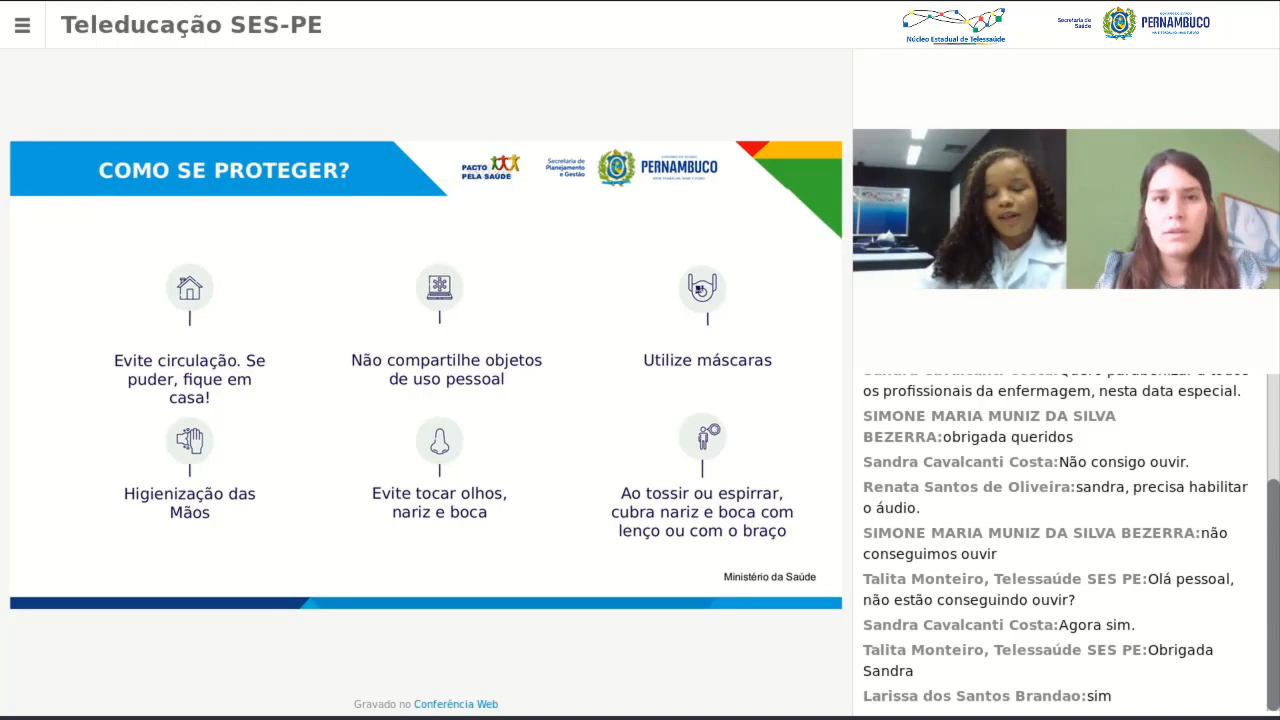 Teleducação SES-PE
Núcleo Estadual de Telessaúde
Secretaria de
Saúde
PERNAMBUCO
COMO SE PROTEGER?
PACTO
PELA SAÚDE
Secretaria de
Planejamento
e Gestão
PERNAMBUCO
Evite circulação. Se
puder, fique em
casa!
Não compartilhe objetos
de uso pessoal
Utilize máscaras
Higienização das
Mãos
Evite tocar olhos,
nariz e boca
Ao tossir ou espirrar,
cubra nariz e boca com
lenço ou com o braço
Ministério da Saúde
Gravado no Conferência Web
os profissionais da enfermagem, nesta data especial.
SIMONE MARIA MUNIZ DA SILVA
BEZERRA:obrigada queridos
Sandra Cavalcanti Costa:Não consigo ouvir.
Renata Santos de Oliveira:sandra, precisa habilitar
o áudio.
SIMONE MARIA MUNIZ DA SILVA BEZERRA:não
conseguimos ouvir
Talita Monteiro, Telessaúde SES PE:Olá pessoal,
não estão conseguindo ouvir?
Sandra Cavalcanti Costa:Agora sim.
Talita Monteiro, Telessaúde SES PE:Obrigada
Sandra
Larissa dos Santos Brandao:sim